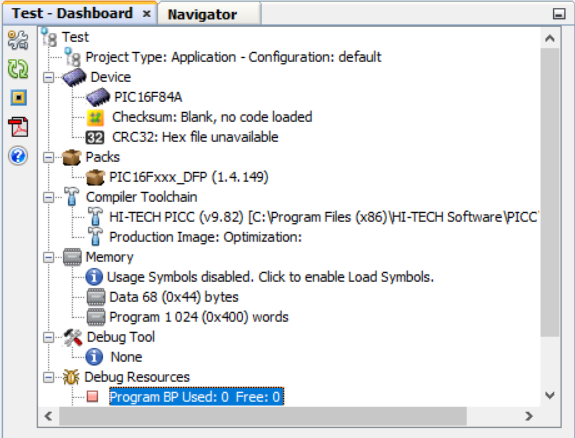 Test - Dashboard × Navigator
Test
Project Type: Application - Configuration: default
Device
PIC16F84A
Checksum: Blank, no code loaded
32 CRC32: Hex file unavailable
Packs
PIC16Fxxx_DFP (1.4.149)
Compiler Toolchain
HI-TECH PICC (v9.82) [C:\Program Files (x86)\HI-TECH Software\PICC
Production Image: Optimization:
Memory
Usage Symbols disabled. Click to enable Load Symbols.
Data 68 (0x44) bytes
Program 1 024 (0x400) words
Debug Tool
None
Debug Resources
Program BP Used: 0 Free: 0